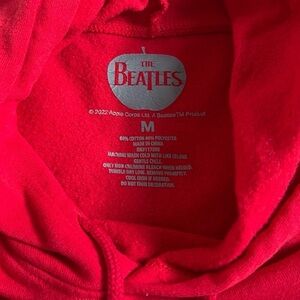 THE
BEATLES
© 2022 Apple Corps Ltd. A Beatles™ Product
M
60% COTTON 40% POLYESTER
MADE IN CHINA
MACHINE WASH COLD WITH LIKE COLORS
GENTLE CYCLE.
ONLY NON-CHLORINE BLEACH WHEN NEEDED.
TUMBLE DRY LOW. REMOVE PROMPTLY.
COOL IRON IF NEEDED.
DO NOT IRON DECORATION.